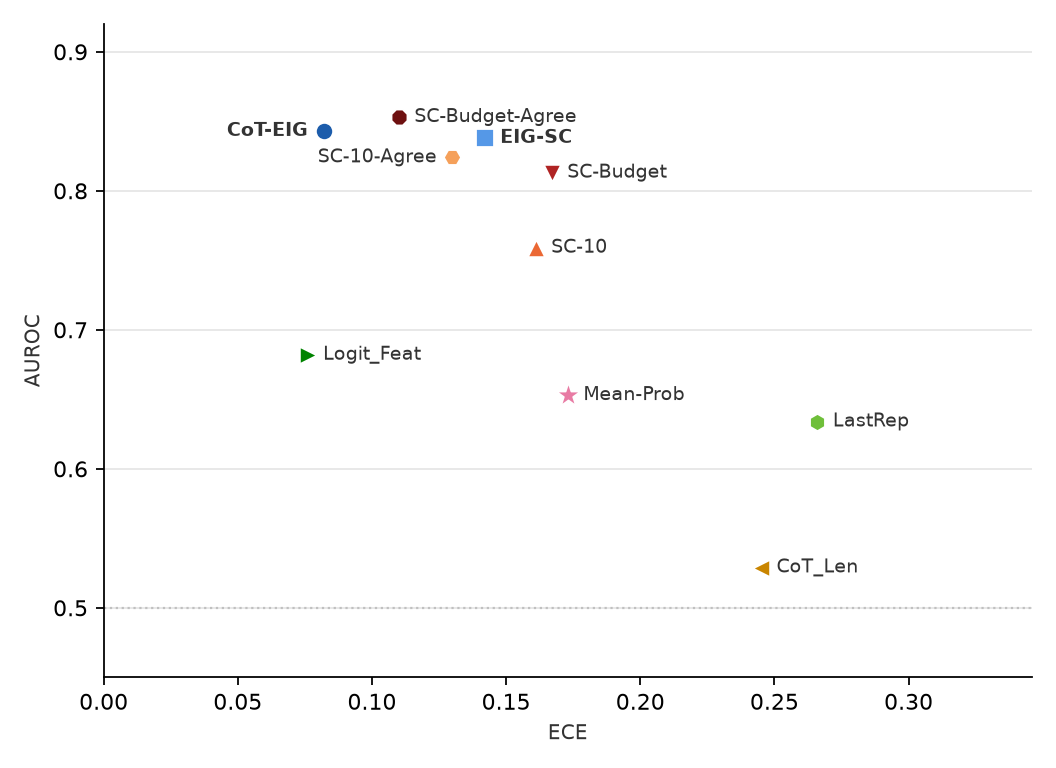 0.9
SC-Budget-Agree
CoT-EIG
EIG-SC
SC-10-Agree
SC-Budget
0.8
SC-10
0.7
Logit_Feat
AUROC
Mean-Prob
LastRep
0.6
CoT_Len
0.5
0.00 0.05 0.10 0.15 0.20 0.25 0.30
ECE